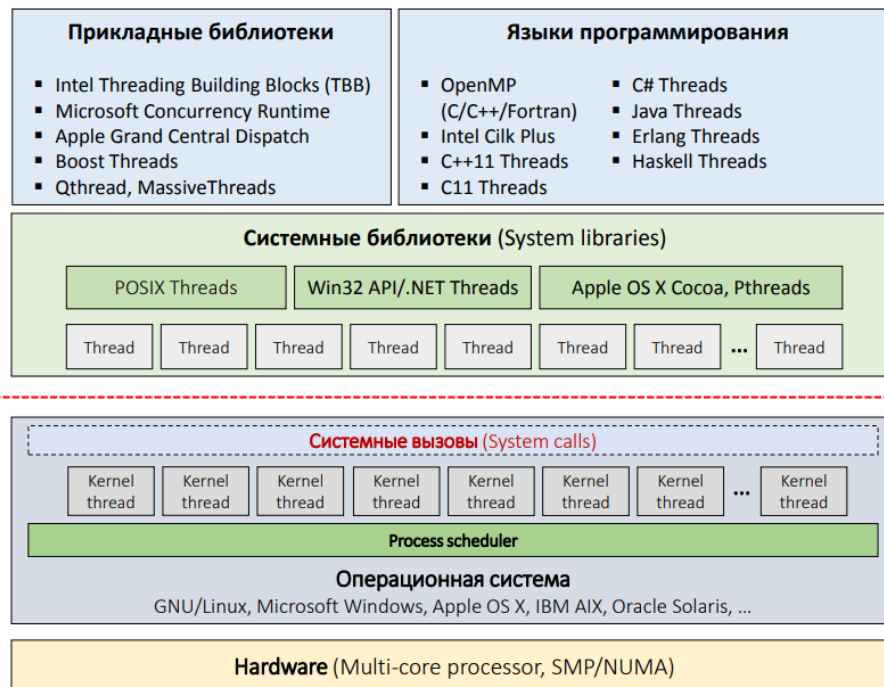 Прикладные библиотеки
▪ Intel Threading Building Blocks (TBB)
▪ Microsoft Concurrency Runtime
▪ Apple Grand Central Dispatch
▪ Boost Threads
▪ Qthread, MassiveThreads
Языки программирования
▪ OpenMP
(C/C++/Fortran)
▪ Intel Cilk Plus
▪ C++11 Threads
▪ C11 Threads
▪ C# Threads
▪ Java Threads
▪ Erlang Threads
▪ Haskell Threads
Системные библиотеки (System libraries)
POSIX Threads
Win32 API/.NET Threads
Apple OS X Cocoa, Pthreads
Thread Thread Thread Thread Thread Thread Thread ... Thread
Системные вызовы (System calls)
Kernel Kernel Kernel Kernel Kernel Kernel Kernel ... Kernel
thread thread thread thread thread thread thread thread
Process scheduler
Операционная система
GNU/Linux, Microsoft Windows, Apple OS X, IBM AIX, Oracle Solaris, ...
Hardware (Multi-core processor, SMP/NUMA)